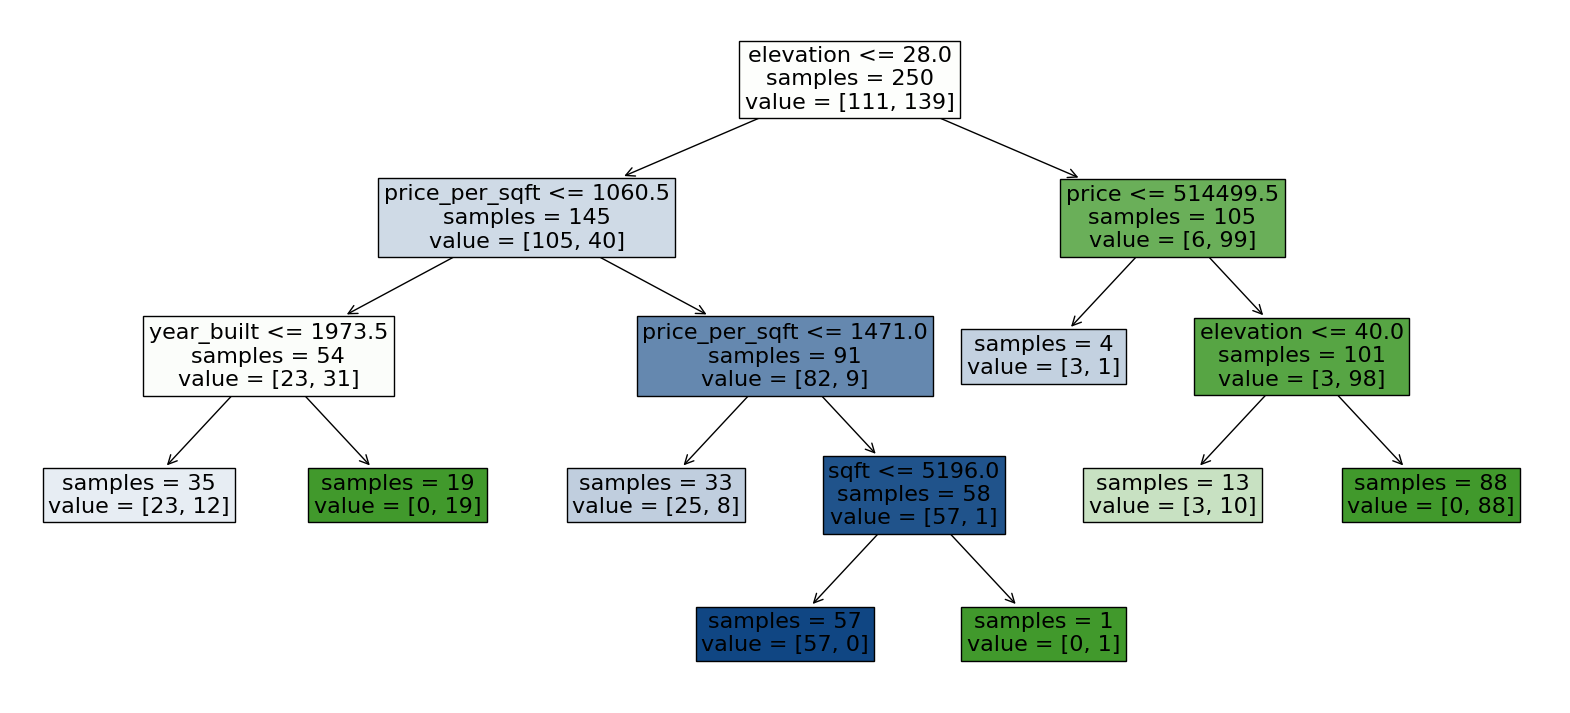 elevation <= 28.0
samples = 250
value = [111, 139]
price_per_sqft <= 1060.5
samples = 145
value = [105, 40]
price <= 514499.5
samples = 105
value = [6, 99]
year_built <= 1973.5
samples = 54
value = [23, 31]
price_per_sqft <= 1471.0
samples = 91
value = [82, 9]
samples = 4
value = [3, 1]
elevation <= 40.0
samples = 101
value = [3, 98]
samples = 35
value = [23, 12]
samples = 19
value = [0, 19]
samples = 33
value = [25, 8]
sqft <= 5196.0
samples = 58
value = [57, 1]
samples = 13
value = [3, 10]
samples = 88
value = [0, 88]
samples = 57
value = [57, 0]
samples = 1
value = [0, 1]